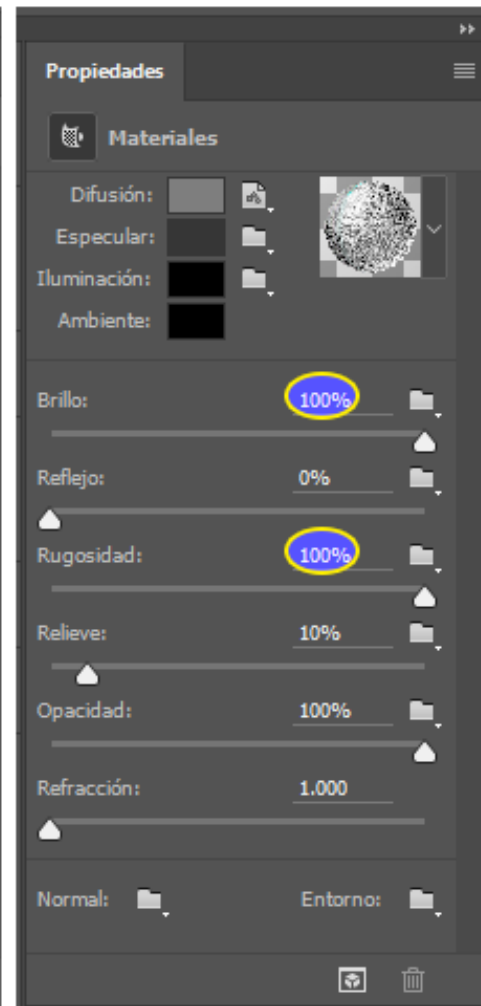 Propiedades
Materiales
Difusión:
Especular:
Iluminación:
Ambiente:
Brillo: 100%
Reflejo: 0%
Rugosidad: 100%
Relieve: 10%
Opacidad: 100%
Refracción: 1.000
Normal: Entorno: